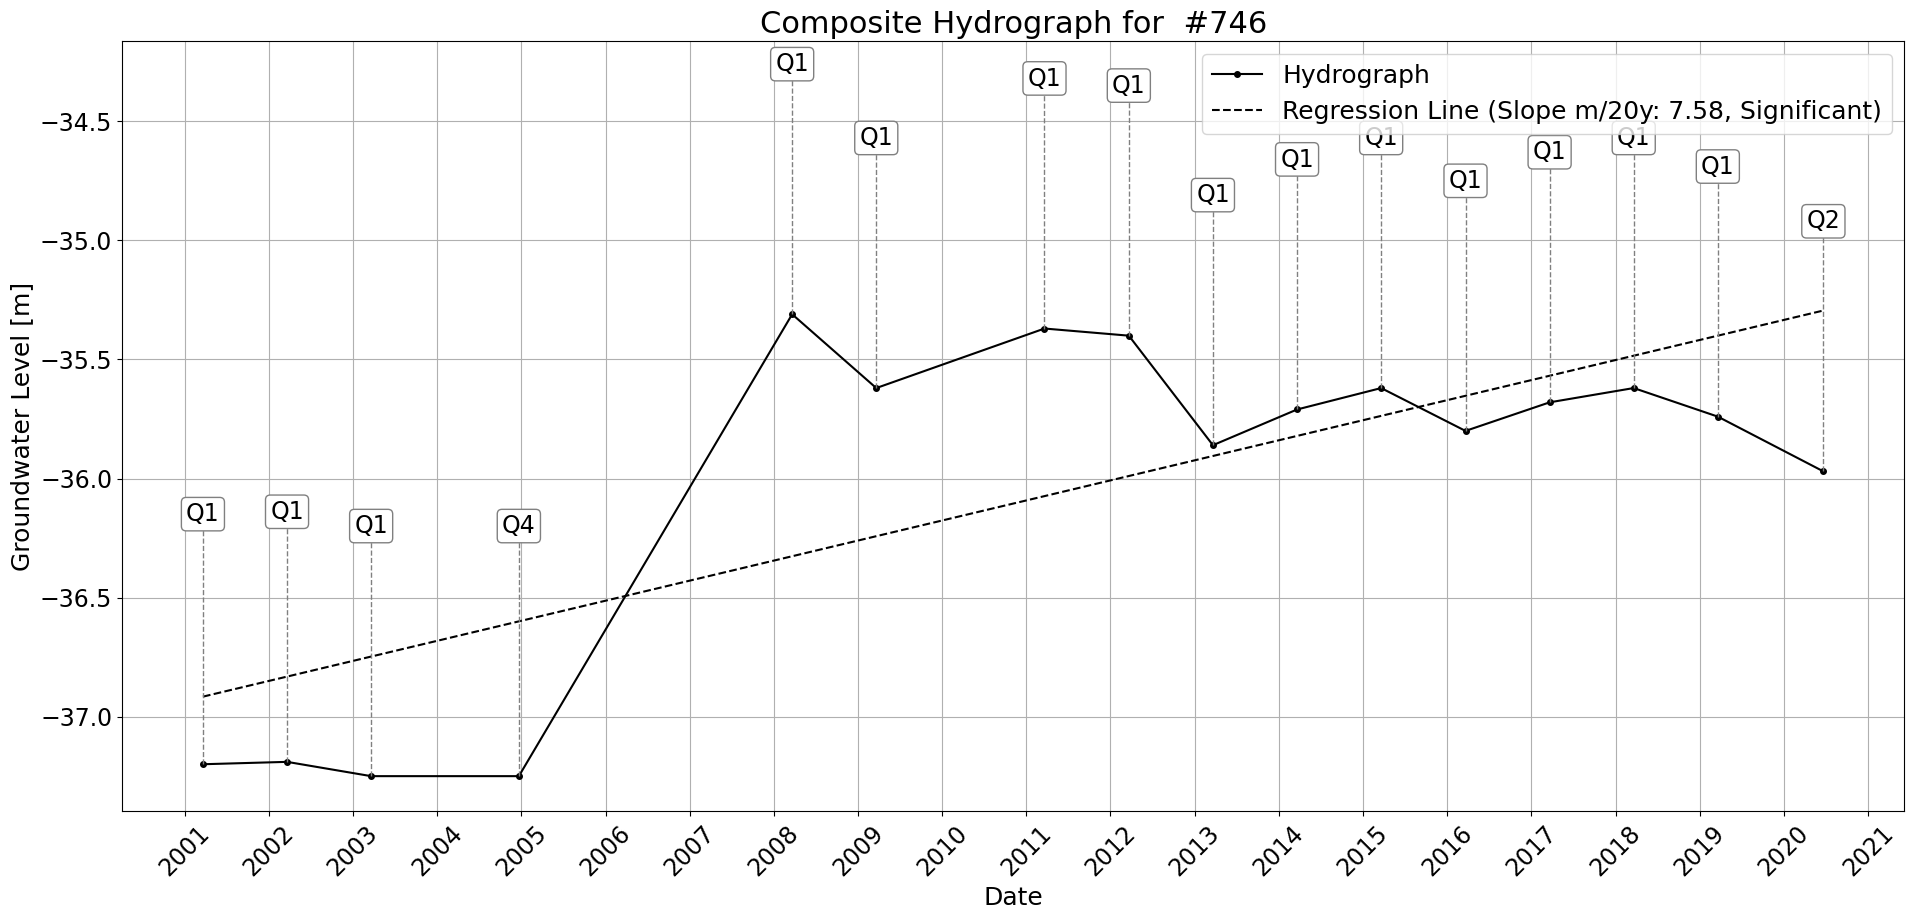 Composite Hydrograph for #746
Hydrograph
Regression Line (Slope m/20y: 7.58, Significant)
Q1
Q1
Q1
Q4
Q1
Q1
Q1
Q1
Q1
Q1
Q1
Q1
Q1
Q1
Q1
Q2
−34.5
−35.0
−35.5
−36.0
−36.5
−37.0
Groundwater Level [m]
2001
2002
2003
2004
2005
2006
2007
2008
2009
2010
2011
2012
2013
2014
2015
2016
2017
2018
2019
2020
2021
Date